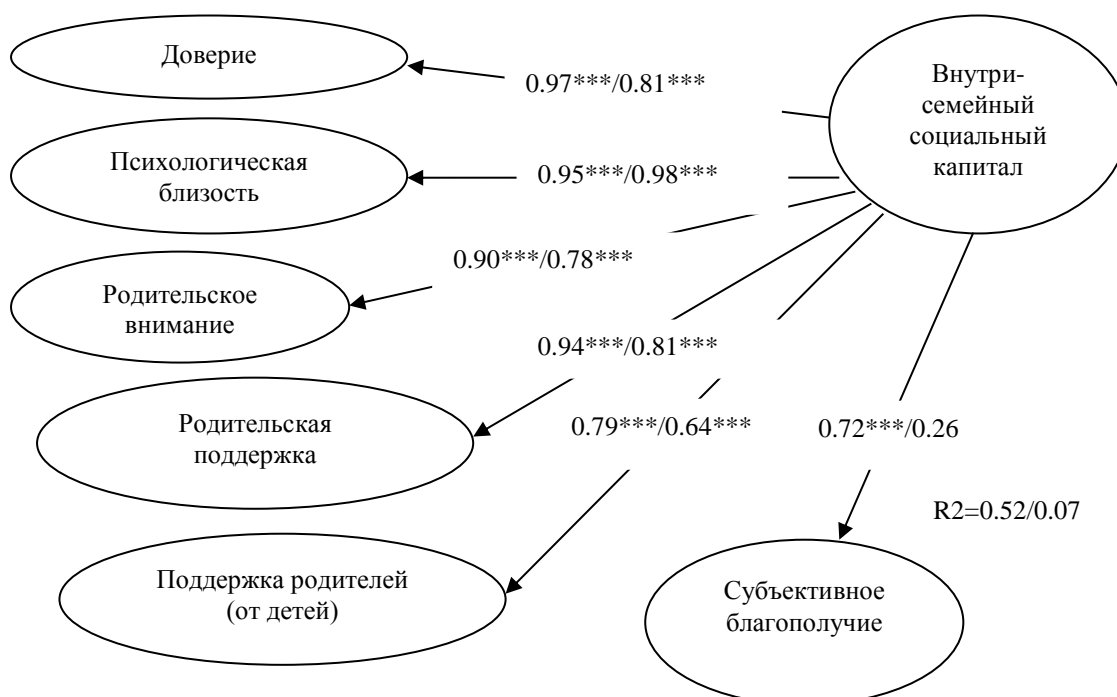 Доверие
0.97***/0.81***
Внутри-
семейный
социальный
капитал
Психологическая
близость
0.95***/0.98***
0.90***/0.78***
Родительское
внимание
0.94***/0.81***
Родительская
поддержка
0.79***/0.64***
0.72***/0.26
R2=0.52/0.07
Поддержка родителей
(от детей)
Субъективное
благополучие